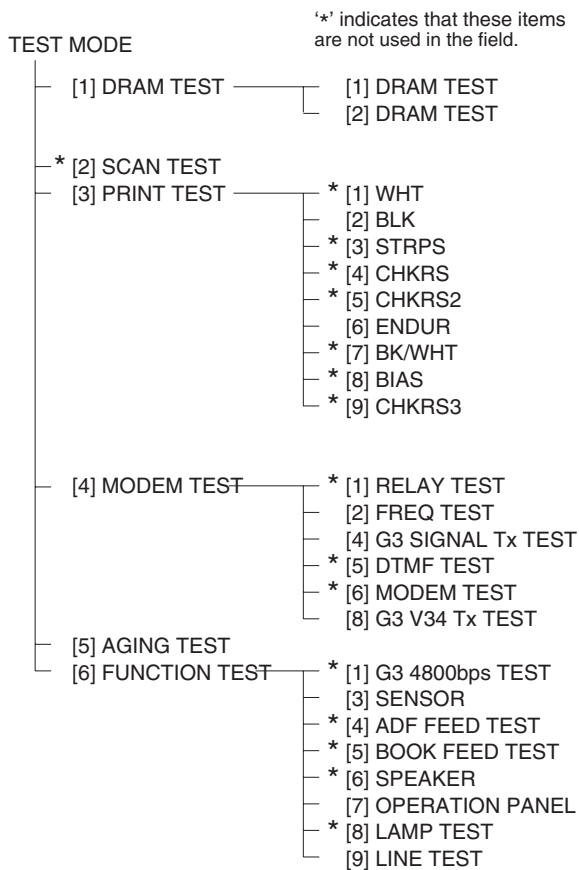 ‘*’ indicates that these items
are not used in the field.
TEST MODE
[1] DRAM TEST
[1] DRAM TEST
[2] DRAM TEST
* [2] SCAN TEST
[3] PRINT TEST
* [1] WHT
[2] BLK
* [3] STRPS
* [4] CHKRS
* [5] CHKRS2
[6] ENDUR
* [7] BK/WHT
* [8] BIAS
* [9] CHKRS3
[4] MODEM TEST
* [1] RELAY TEST
[2] FREQ TEST
[4] G3 SIGNAL Tx TEST
* [5] DTMF TEST
* [6] MODEM TEST
[8] G3 V34 Tx TEST
[5] AGING TEST
[6] FUNCTION TEST
* [1] G3 4800bps TEST
[3] SENSOR
* [4] ADF FEED TEST
* [5] BOOK FEED TEST
* [6] SPEAKER
[7] OPERATION PANEL
* [8] LAMP TEST
[9] LINE TEST